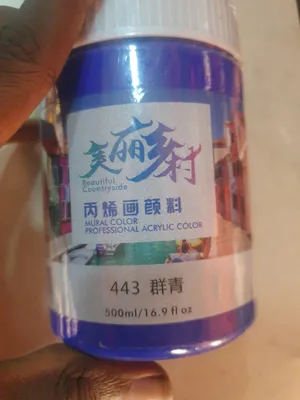 美丽乡村
Beautiful
Countryside
丙烯画颜料
MURAL COLOR
PROFESSIONAL ACRYLIC COLOR
443 群青
500ml/16.9 fl oz